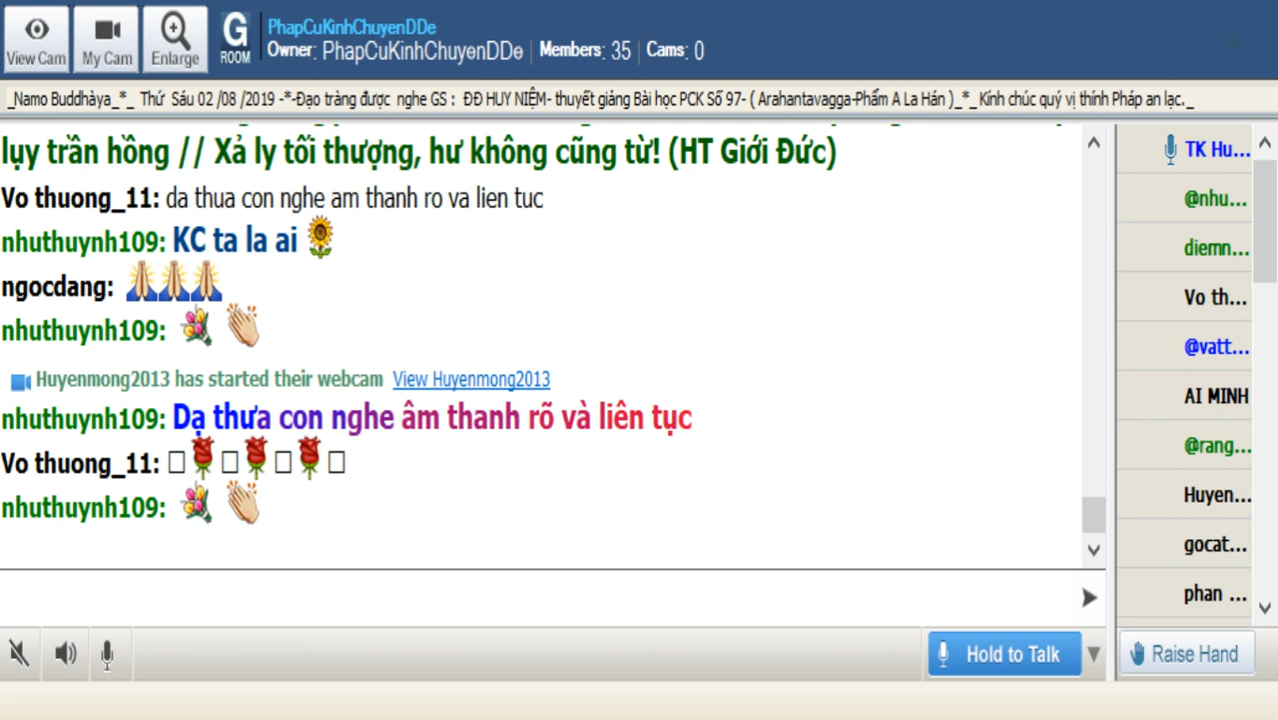 View Cam
My Cam
Enlarge
G
ROOM
PhapCuKinhChuyenDDe
Owner: PhapCuKinhChuyenDDe | Members: 35 | Cams: 0
_Namo Buddhàya_*_ Thứ Sáu 02 /08 /2019 -*-Đạo tràng được nghe GS : ĐĐ HUY NIỆM- thuyết giảng Bài học PCK Số 97- ( Arahantavagga-Phẩm A La Hán )_*_ Kính chúc quý vị thính Pháp an lạc._
lụy trần hồng // Xả ly tối thượng, hư không cũng từ! (HT Giới Đức)
Vo thuong_11: da thua con nghe am thanh ro va lien tuc
nhuthuynh109: KC ta la ai 🌻
ngocdang: 🙏🙏🙏
nhuthuynh109: 💐 👏
Huyenmong2013 has started their webcam View Huyenmong2013
nhuthuynh109: Dạ thưa con nghe âm thanh rõ và liên tục
Vo thuong_11: □🌹□🌹□🌹□
nhuthuynh109: 💐 👏
TK Hu...
@nhu...
diemn...
Vo th...
@vatt...
AI MINH
@rang...
Huyen...
gocat...
phan ...
Hold to Talk
Raise Hand